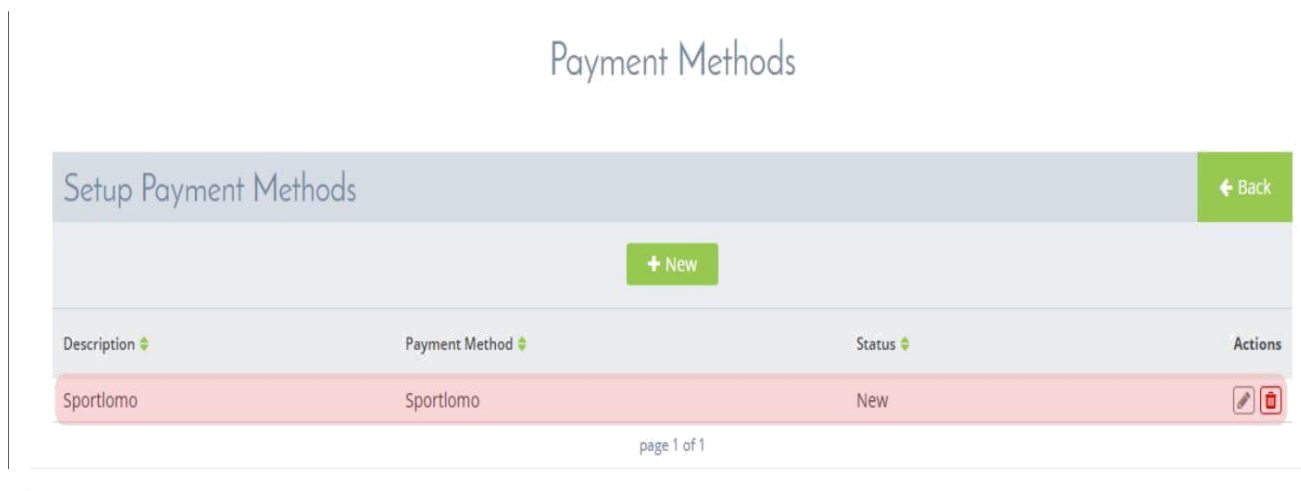 Payment Methods
Setup Payment Methods
Back
New
Description Payment Method Status Actions
Sportlomo Sportlomo New
page 1 of 1